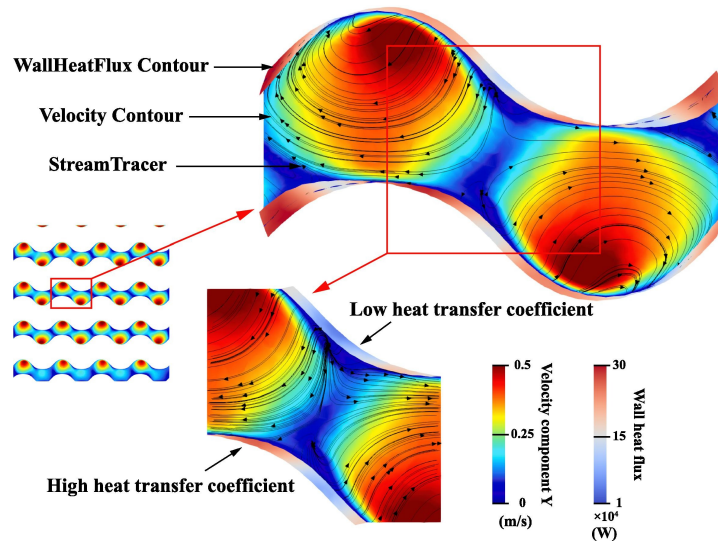 WallHeatFlux Contour
Velocity Contour
StreamTracer
Low heat transfer coefficient
High heat transfer coefficient
0.5
0.25
0
(m/s)
Velocity component Y
30
15
1
×10⁴
(W)
Wall heat flux